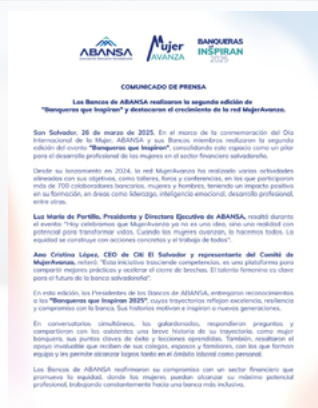 ABANSA
Mujer
AVANZA
BANQUERAS
QUE
INSPIRAN
2025
COMUNICADO DE PRENSA
Los Bancos de ABANSA realizaron la segunda edición de
"Banqueras que Inspiran" y destacaron el crecimiento de la red MujerAvanza.
San Salvador, 26 de marzo de 2025. En el marco de la conmemoración del Día
Internacional de la Mujer, ABANSA y sus Bancos miembros realizaron la segunda
edición del evento "Banqueras que Inspiran", consolidando este espacio como un pilar
para el desarrollo profesional de las mujeres en el sector financiero salvadoreño.
Desde su lanzamiento en 2024, la red MujerAvanza ha realizado varias actividades
alineadas con sus objetivos, como talleres, foros y conferencias, en las que participaron
más de 700 colaboradores bancarios, mujeres y hombres, teniendo un impacto positivo
en su formación, en áreas como liderazgo, inteligencia emocional, desarrollo profesional,
entre otras.
Luz María de Portillo, Presidenta y Directora Ejecutiva de ABANSA, resaltó durante
el evento: "Hoy celebramos que MujerAvanza ya no es una idea, sino una realidad con
potencial para transformar vidas. Cuando las mujeres avanzan, lo hacemos todos. La
equidad se construye con acciones concretas y el trabajo de todos".
Ana Cristina López, CEO de Citi El Salvador y representante del Comité de
MujerAvanza, reiteró: "Esta iniciativa trasciende competencias, es una plataforma para
compartir mejores prácticas y acelerar el cierre de brechas. El talento femenino es clave
para el futuro de la banca salvadoreña".
En esta edición, los Presidentes de los Bancos de ABANSA, entregaron reconocimientos
a las "Banqueras que Inspiran 2025", cuyas trayectorias reflejan excelencia, resiliencia
y compromiso con la banca. Sus historias motivan e inspiran a nuevas generaciones.
En conversatorios simultáneos, las galardonadas, respondieron preguntas y
compartieron con los asistentes una breve historia de su trayectoria, como mujer
banquera, sus puntos claves de éxito y lecciones aprendidas. También, resaltaron el
apoyo invaluable que reciben de sus colegas, esposos y familiares, con los que forman
equipo y les permite alcanzar logros tanto en el ámbito laboral como personal.
Los Bancos de ABANSA reafirmaron su compromiso con un sector financiero que
promueve la equidad, donde las mujeres puedan alcanzar su máximo potencial
profesional, trabajando constantemente hacia una banca más inclusiva.